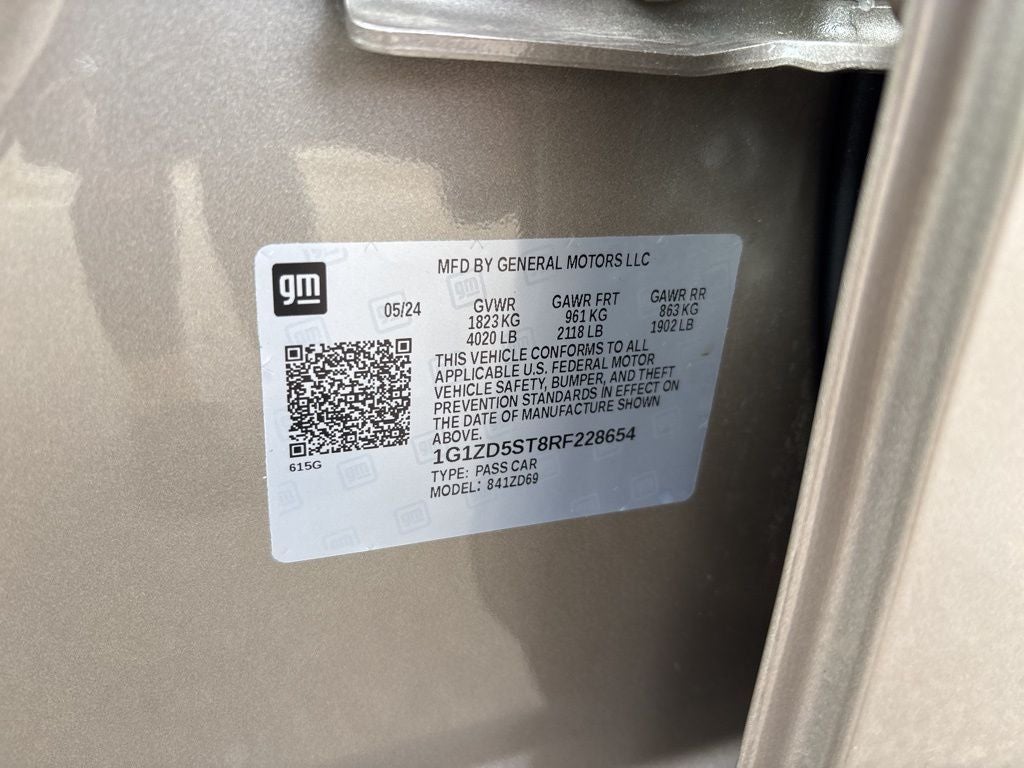 gm
MFD BY GENERAL MOTORS LLC
05/24 GVWR GAWR FRT GAWR RR
1823 KG 961 KG 863 KG
4020 LB 2118 LB 1902 LB
THIS VEHICLE CONFORMS TO ALL
APPLICABLE U.S. FEDERAL MOTOR
VEHICLE SAFETY, BUMPER, AND THEFT
PREVENTION STANDARDS IN EFFECT ON
THE DATE OF MANUFACTURE SHOWN
ABOVE.
1G1ZD5ST8RF228654
615G
TYPE: PASS CAR
MODEL: 841ZD69